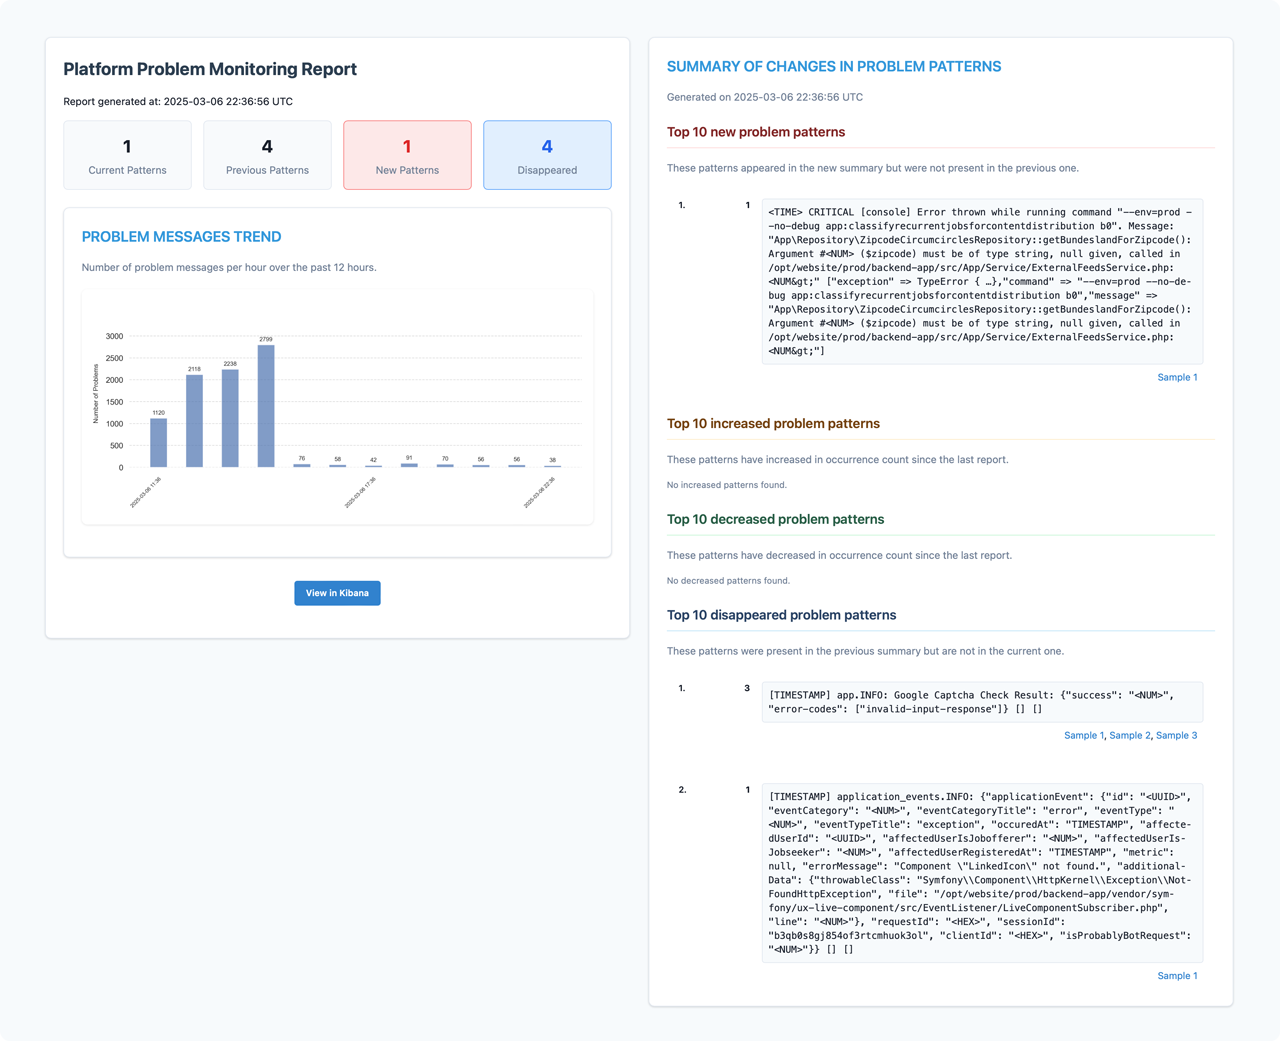 Platform Problem Monitoring Report
Report generated at: 2025-03-06 22:36:56 UTC
1
Current Patterns
4
Previous Patterns
1
New Patterns
4
Disappeared
PROBLEM MESSAGES TREND
Number of problem messages per hour over the past 12 hours.
Number of Problems
3000
2500
2000
1500
1000
500
0
1120
2118
2238
2799
76
58
42
91
70
56
56
38
2025-03-06 11:36
2025-03-06 17:36
2025-03-06 22:36
View in Kibana
SUMMARY OF CHANGES IN PROBLEM PATTERNS
Generated on 2025-03-06 22:36:56 UTC
Top 10 new problem patterns
These patterns appeared in the new summary but were not present in the previous one.
1.
1
<TIME> CRITICAL [console] Error thrown while running command "--env=prod -
-no-debug app:classifyrecurrentjobsforcontentdistribution b0". Message:
"App\Repository\ZipcodeCircumcirclesRepository::getBundeslandForZipcode():
Argument #<NUM> ($zipcode) must be of type string, null given, called in
/opt/website/prod/backend-app/src/App/Service/ExternalFeedsService.php:
<NUM&gt;" ["exception" => TypeError { …},"command" => "--env=prod --no-de-
bug app:classifyrecurrentjobsforcontentdistribution b0","message" =>
"App\Repository\ZipcodeCircumcirclesRepository::getBundeslandForZipcode():
Argument #<NUM> ($zipcode) must be of type string, null given, called in
/opt/website/prod/backend-app/src/App/Service/ExternalFeedsService.php:
<NUM&gt;"]
Sample 1
Top 10 increased problem patterns
These patterns have increased in occurrence count since the last report.
No increased patterns found.
Top 10 decreased problem patterns
These patterns have decreased in occurrence count since the last report.
No decreased patterns found.
Top 10 disappeared problem patterns
These patterns were present in the previous summary but are not in the current one.
1.
3
[TIMESTAMP] app.INFO: Google Captcha Check Result: {"success": "<NUM>",
"error-codes": ["invalid-input-response"]} [] []
Sample 1, Sample 2, Sample 3
2.
1
[TIMESTAMP] application_events.INFO: {"applicationEvent": {"id": "<UUID>",
"eventCategory": "<NUM>", "eventCategoryTitle": "error", "eventType": "
<NUM>", "eventTypeTitle": "exception", "occuredAt": "TIMESTAMP", "affecte-
dUserId": "<UUID>", "affectedUserIsJobofferer": "<NUM>", "affectedUserIs-
Jobseeker": "<NUM>", "affectedUserRegisteredAt": "TIMESTAMP", "metric":
null, "errorMessage": "Component \"LinkedIcon\" not found.", "additional-
Data": {"throwableClass": "Symfony\\Component\\HttpKernel\\Exception\\Not-
FoundHttpException", "file": "/opt/website/prod/backend-app/vendor/sym-
fony/ux-live-component/src/EventListener/LiveComponentSubscriber.php",
"line": "<NUM>"}, "requestId": "<HEX>", "sessionId":
"b3qb0s8gj854of3rtcmhuok3ol", "clientId": "<HEX>", "isProbablyBotRequest":
"<NUM>"}} [] []
Sample 1